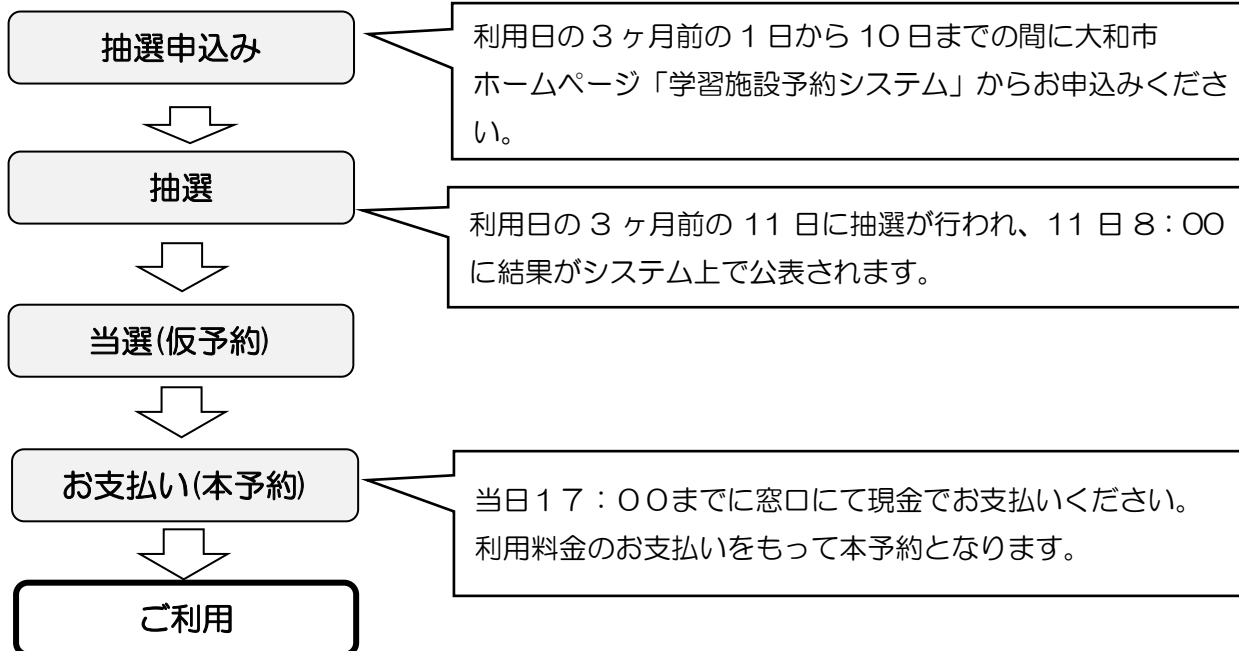 抽選申込み
利用日の3ヶ月前の1日から10日までの間に大和市
ホームページ「学習施設予約システム」からお申込みくださ
い。
抽選
利用日の3ヶ月前の 11 日に抽選が行われ、11 日 8:00
に結果がシステム上で公表されます。
当選(仮予約)
お支払い(本予約)
当日17:00までに窓口にて現金でお支払いください。
利用料金のお支払いをもって本予約となります。
ご利用